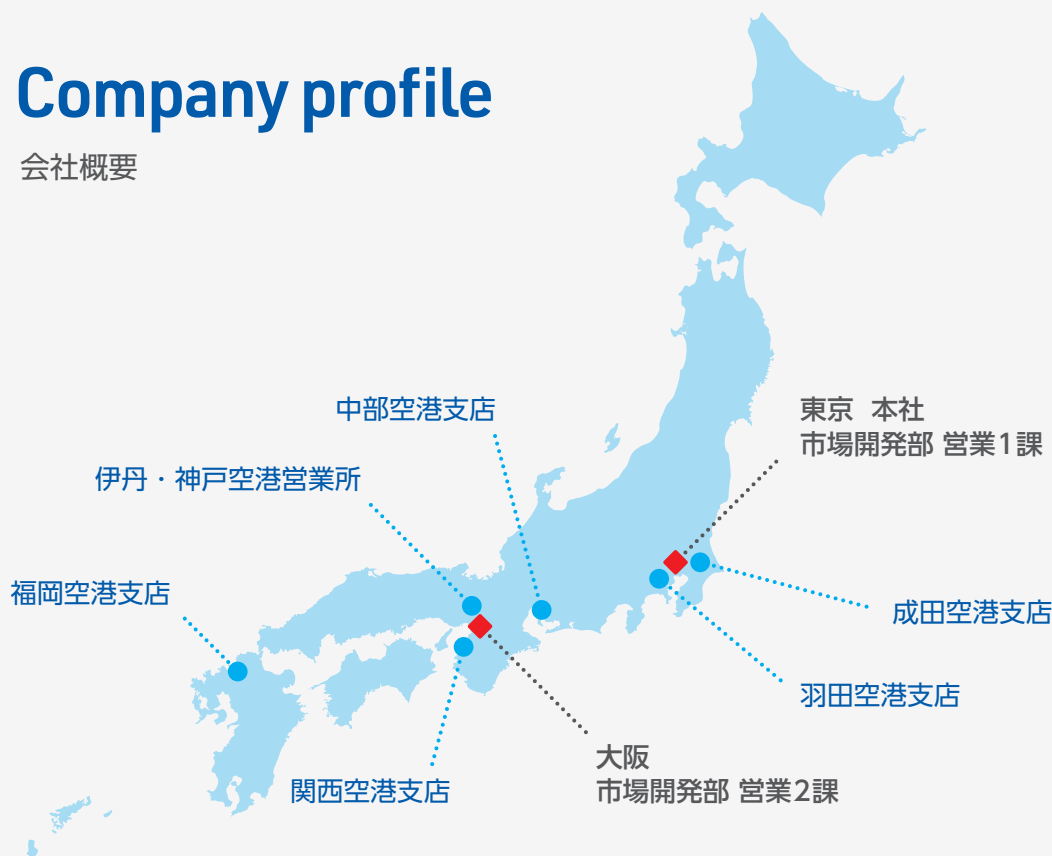 Company profile
会社概要
中部空港支店
東京 本社
市場開発部 営業1課
伊丹・神戸空港営業所
福岡空港支店
成田空港支店
羽田空港支店
大阪
市場開発部 営業2課
関西空港支店